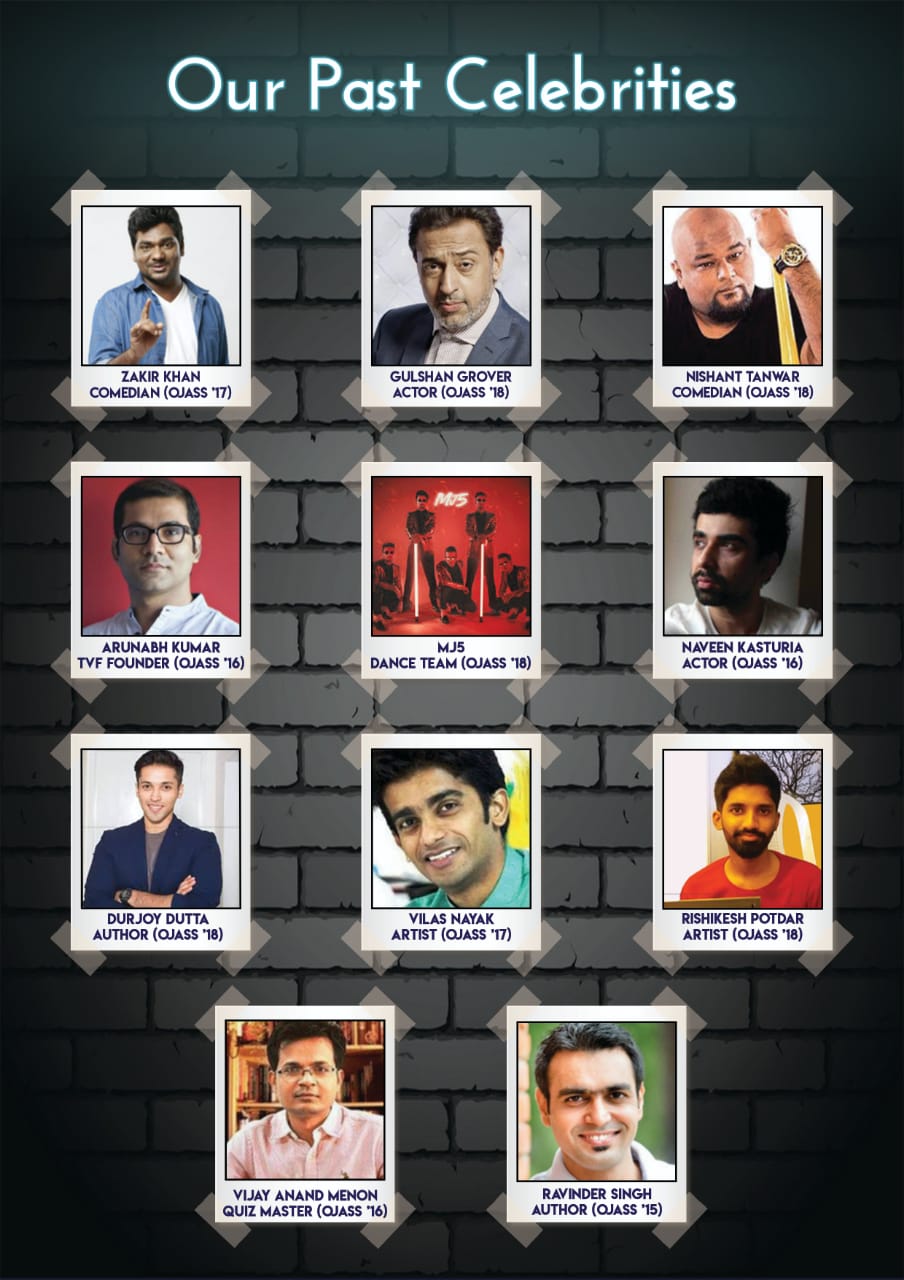 Our Past Celebrities
ZAKIR KHAN
COMEDIAN (OJASS '17)
GULSHAN GROVER
ACTOR (OJASS '18)
NISHANT TANWAR
COMEDIAN (OJASS '18)
MJ5
ARUNABH KUMAR
TVF FOUNDER (OJASS '16)
MJ5
DANCE TEAM (OJASS '18)
NAVEEN KASTURIA
ACTOR (OJASS '16)
DURJOY DUTTA
AUTHOR (OJASS '18)
VILAS NAYAK
ARTIST (OJASS '17)
RISHIKESH POTDAR
ARTIST (OJASS '18)
VIJAY ANAND MENON
QUIZ MASTER (OJASS '16)
RAVINDER SINGH
AUTHOR (OJASS '15)